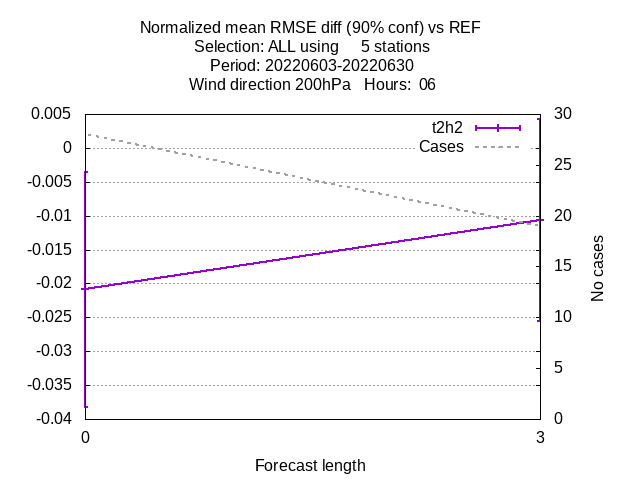 Normalized mean RMSE diff (90% conf) vs REF
Selection: ALL using     5 stations
Period: 20220603-20220630
Wind direction 200hPa   Hours:  06
0.005
0
-0.005
-0.01
-0.015
-0.02
-0.025
-0.03
-0.035
-0.04
t2h2
Cases
30
25
20
15
10
5
0
No cases
0
3
Forecast length